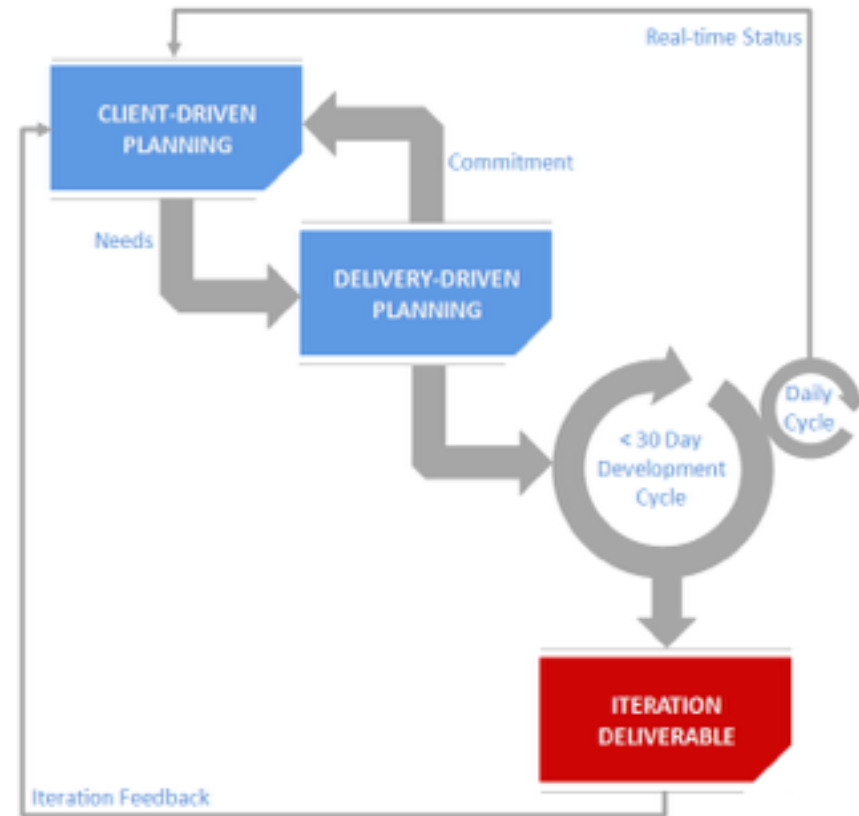 Real-time Status
CLIENT-DRIVEN
PLANNING
Commitment
Needs
DELIVERY-DRIVEN
PLANNING
Daily
Cycle
< 30 Day
Development
Cycle
ITERATION
DELIVERABLE
Iteration Feedback